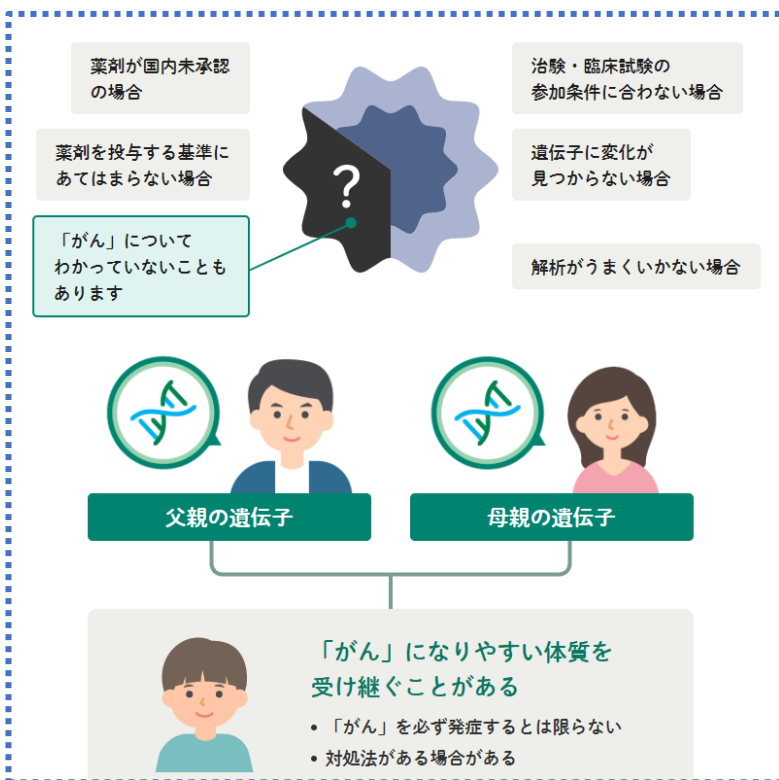 薬剤が国内未承認
の場合
薬剤を投与する基準に
あてはまらない場合
「がん」について
わかっていないことも
あります
?
治験・臨床試験の
参加条件に合わない場合
遺伝子に変化が
見つからない場合
解析がうまくいかない場合
父親の遺伝子
母親の遺伝子
「がん」になりやすい体質を
受け継ぐことがある
• 「がん」を必ず発症するとは限らない
• 対処法がある場合がある